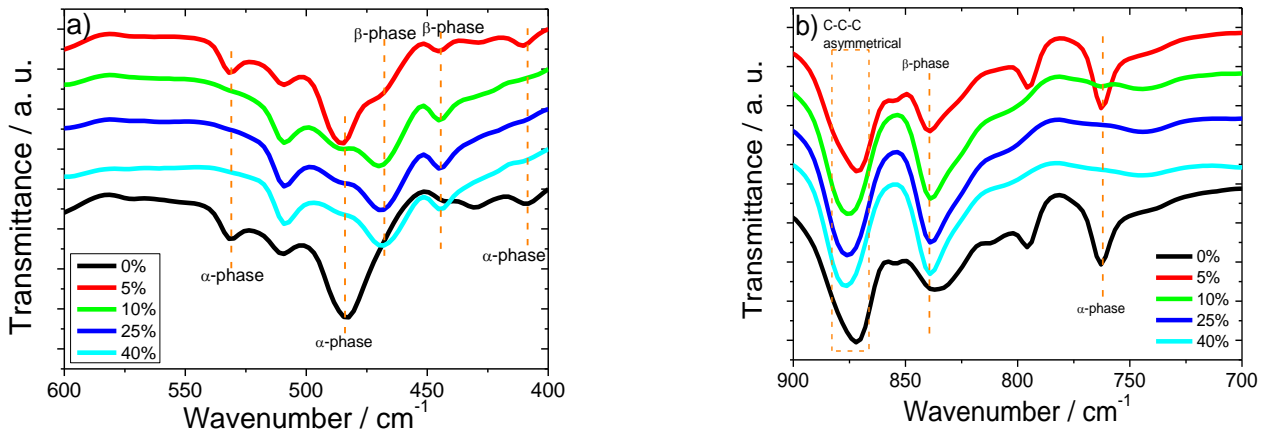 a)
β-phase
β-phase
α-phase
α-phase
α-phase
0%
5%
10%
25%
40%
600
550
500
450
400
Wavenumber / cm⁻¹
Transmittance / a. u.
b)
C-C-C
asymmetrical
β-phase
α-phase
0%
5%
10%
25%
40%
900
850
800
750
700
Wavenumber / cm⁻¹
Transmittance / a. u.